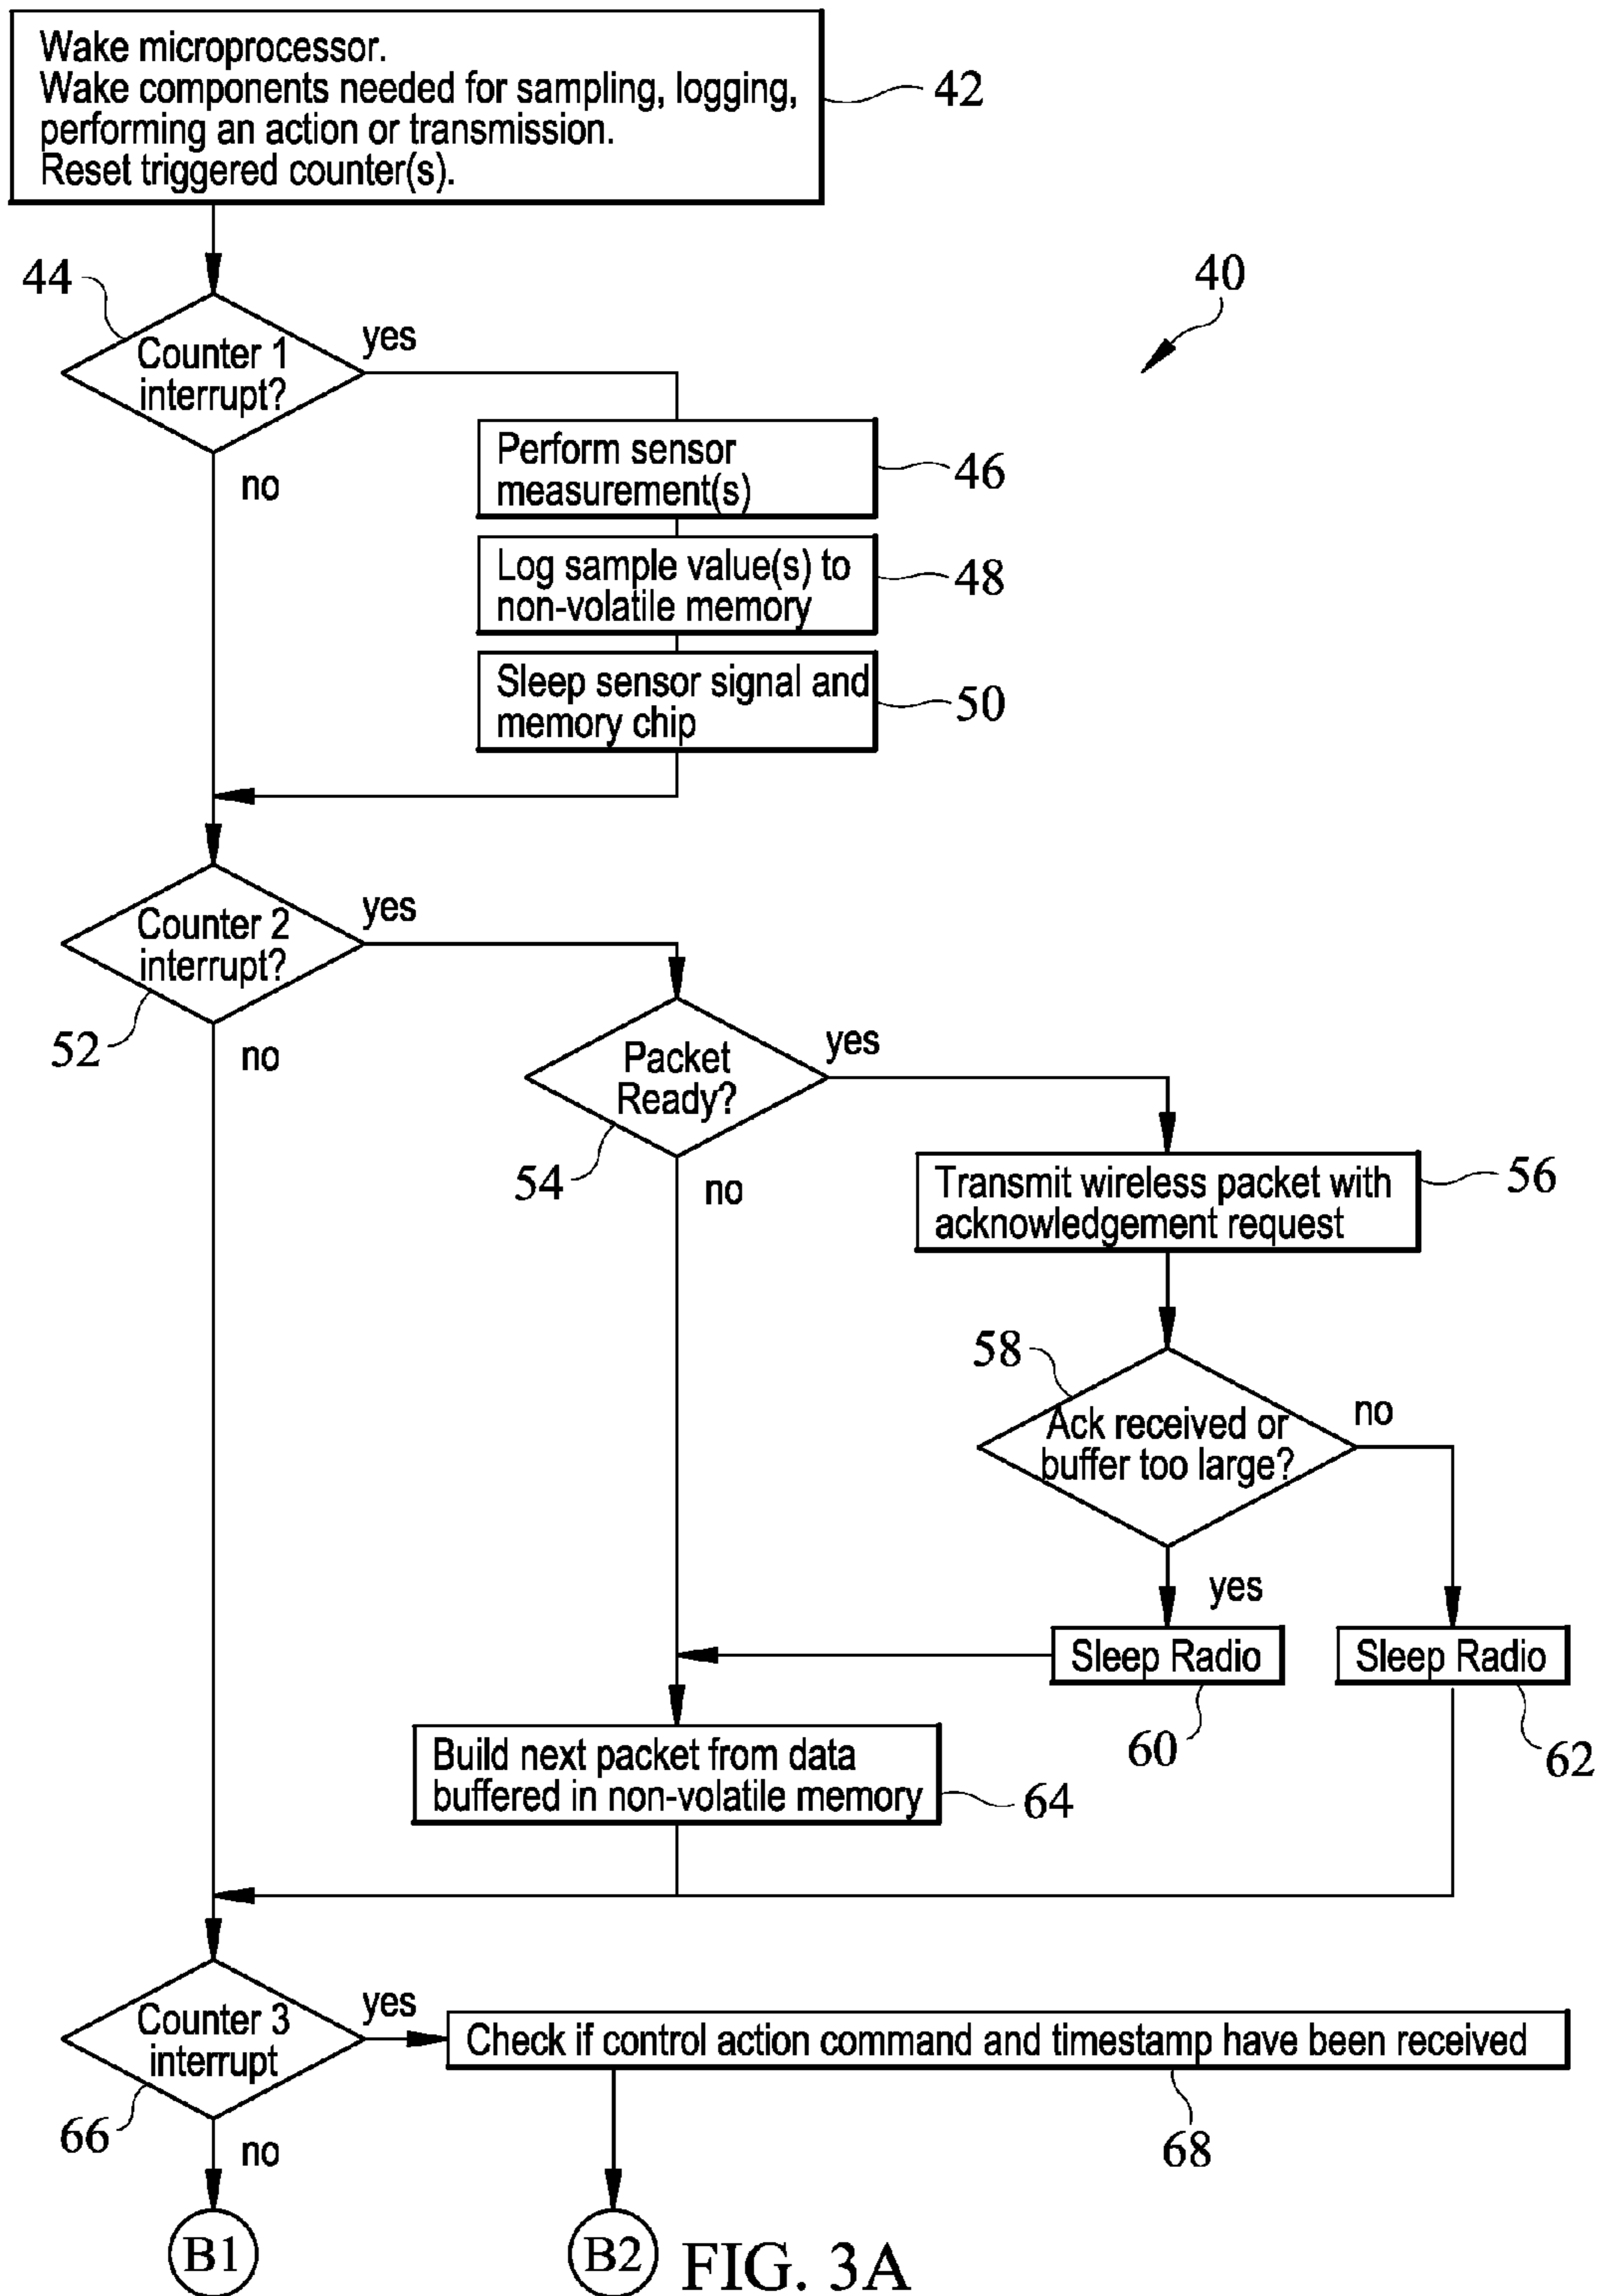 Wake microprocessor.
Wake components needed for sampling, logging,
performing an action or transmission.
Reset triggered counter(s).
42
44
40
Counter 1
interrupt?
yes
no
Perform sensor
measurement(s)
46
Log sample value(s) to
non-volatile memory
48
Sleep sensor signal and
memory chip
50
Counter 2
interrupt?
yes
52
no
Packet
Ready?
yes
54
no
Transmit wireless packet with
acknowledgement request
56
58
Ack received or
buffer too large?
no
yes
Sleep Radio
Sleep Radio
60
62
Build next packet from data
buffered in non-volatile memory
64
Counter 3
interrupt
yes
Check if control action command and timestamp have been received
66
no
68
B1
B2
FIG. 3A